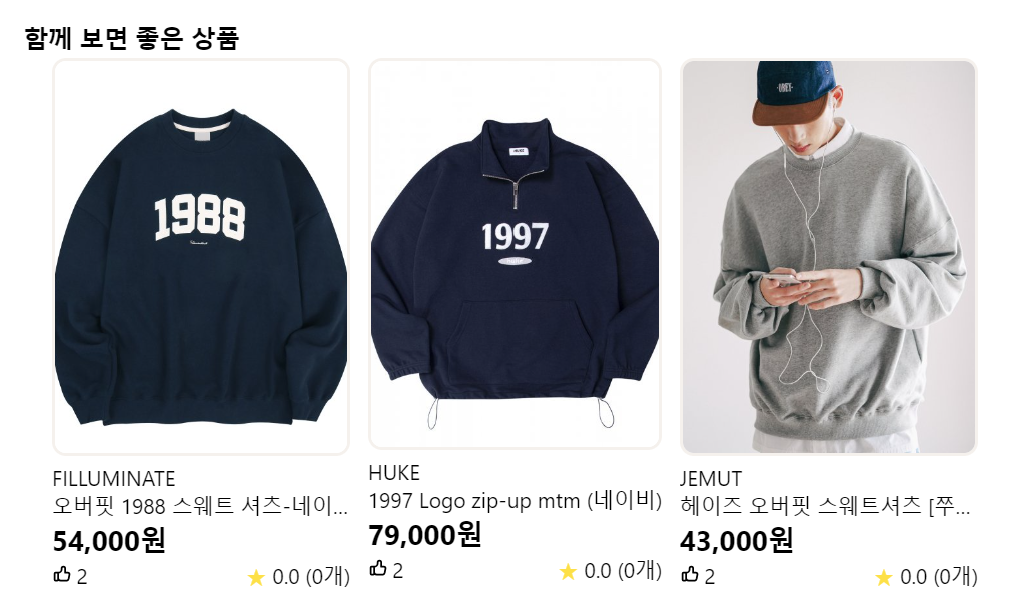 함께 보면 좋은 상품
1988
1997
HUKE
FILLUMINATE
오버핏 1988 스웨트 셔츠-네이...
54,000원
2
0.0 (0개)
HUKE
1997 Logo zip-up mtm (네이비)
79,000원
2
0.0 (0개)
JEMUT
헤이즈 오버핏 스웨트셔츠 [쭈...
43,000원
2
0.0 (0개)